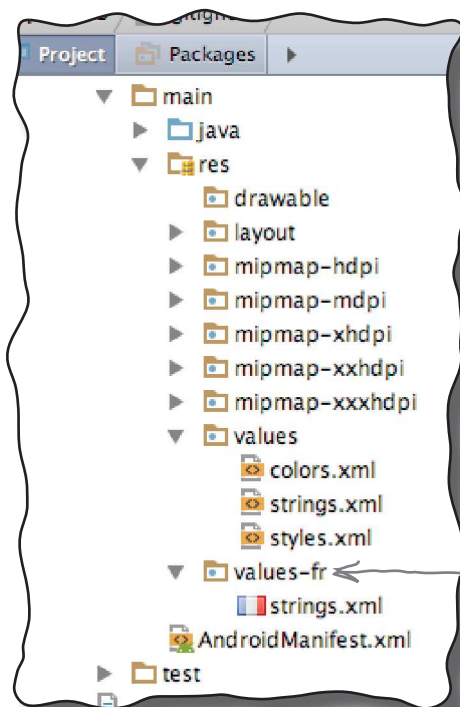 Project Packages
main
java
res
drawable
layout
mipmap-hdpi
mipmap-mdpi
mipmap-xhdpi
mipmap-xxhdpi
mipmap-xxxhdpi
values
colors.xml
strings.xml
styles.xml
values-fr
strings.xml
AndroidManifest.xml
test